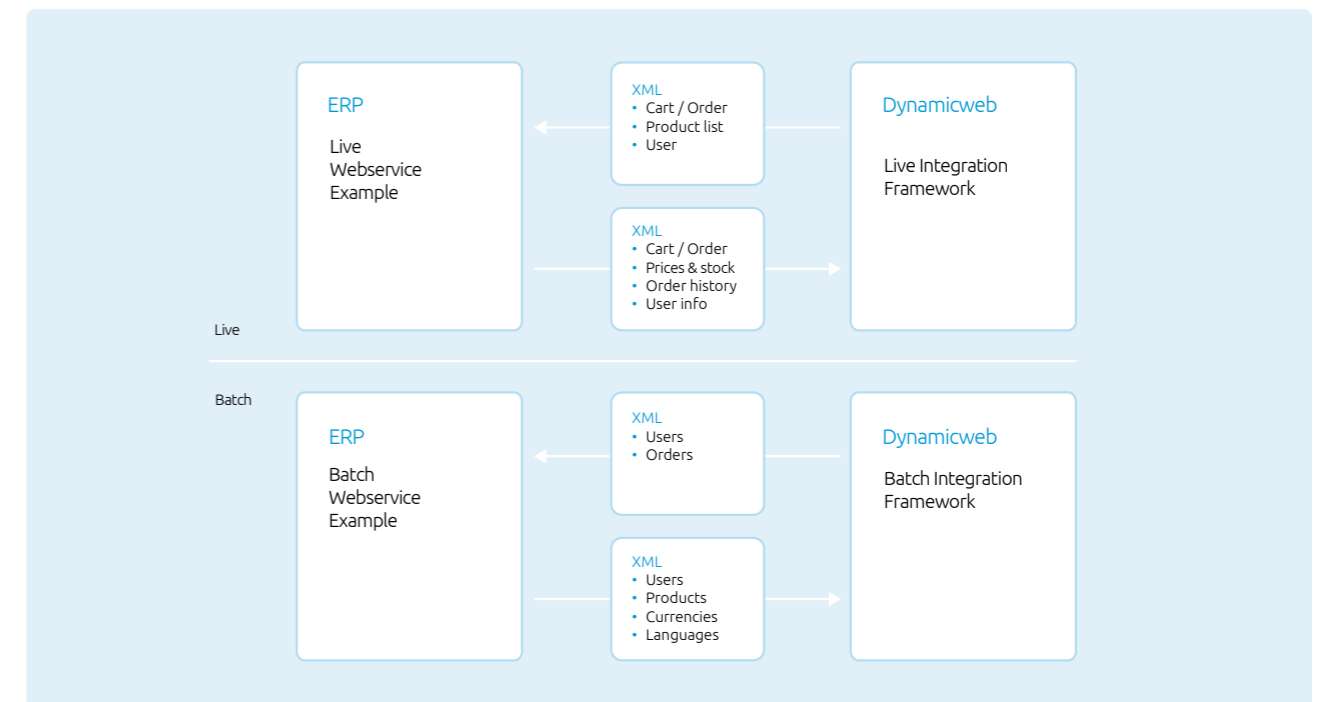 ERP
Live
Webservice
Example
XML
• Cart / Order
• Product list
• User
XML
• Cart / Order
• Prices & stock
• Order history
• User info
Dynamicweb
Live Integration
Framework
Live
Batch
ERP
Batch
Webservice
Example
XML
• Users
• Orders
XML
• Users
• Products
• Currencies
• Languages
Dynamicweb
Batch Integration
Framework